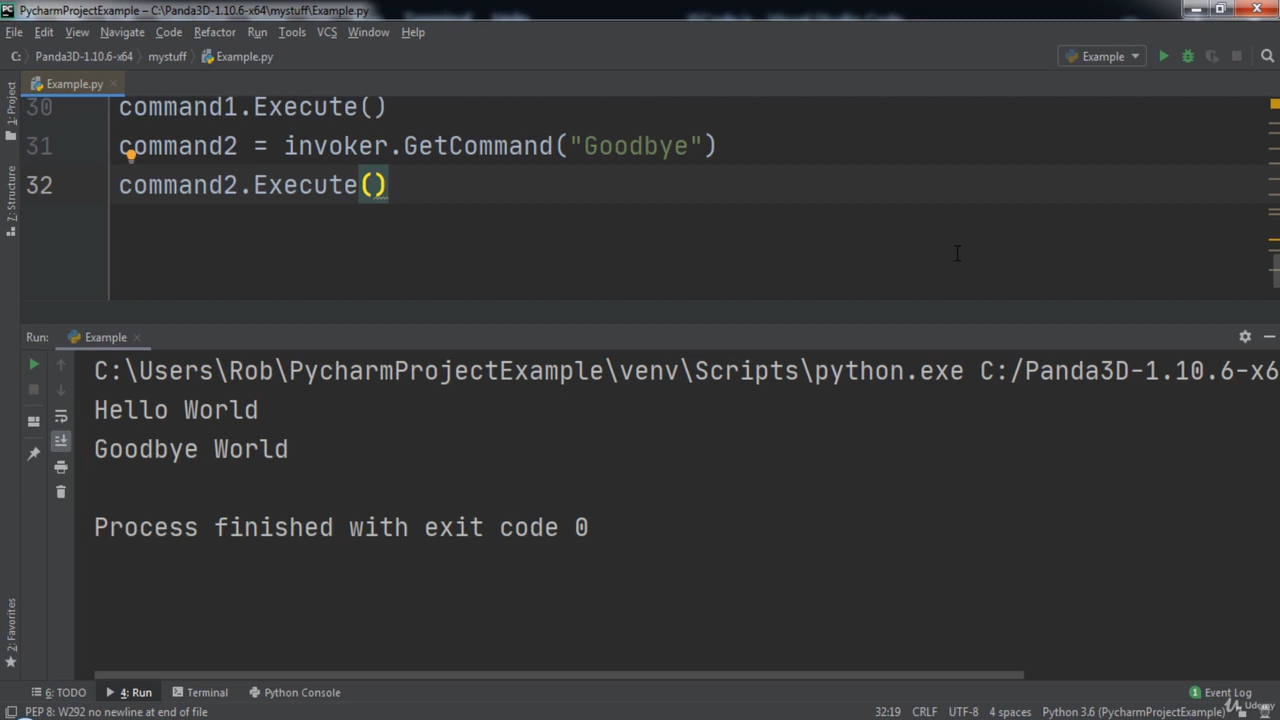 PycharmProjectExample – C:\Panda3D-1.10.6-x64\mystuff\Example.py
File Edit View Navigate Code Refactor Run Tools VCS Window Help
C: Panda3D-1.10.6-x64 mystuff Example.py Example
1: Project
Example.py
30 command1.Execute()
31 command2 = invoker.GetCommand("Goodbye")
7: Structure
32 command2.Execute()
Run: Example
C:\Users\Rob\PycharmProjectExample\venv\Scripts\python.exe C:/Panda3D-1.10.6-x6
Hello World
Goodbye World
Process finished with exit code 0
2: Favorites
6: TODO 4: Run Terminal Python Console 1 Event Log
PEP 8: W292 no newline at end of file 32:19 CRLF UTF-8 4 spaces Python 3.6 (PycharmProjectExample)
Udemy